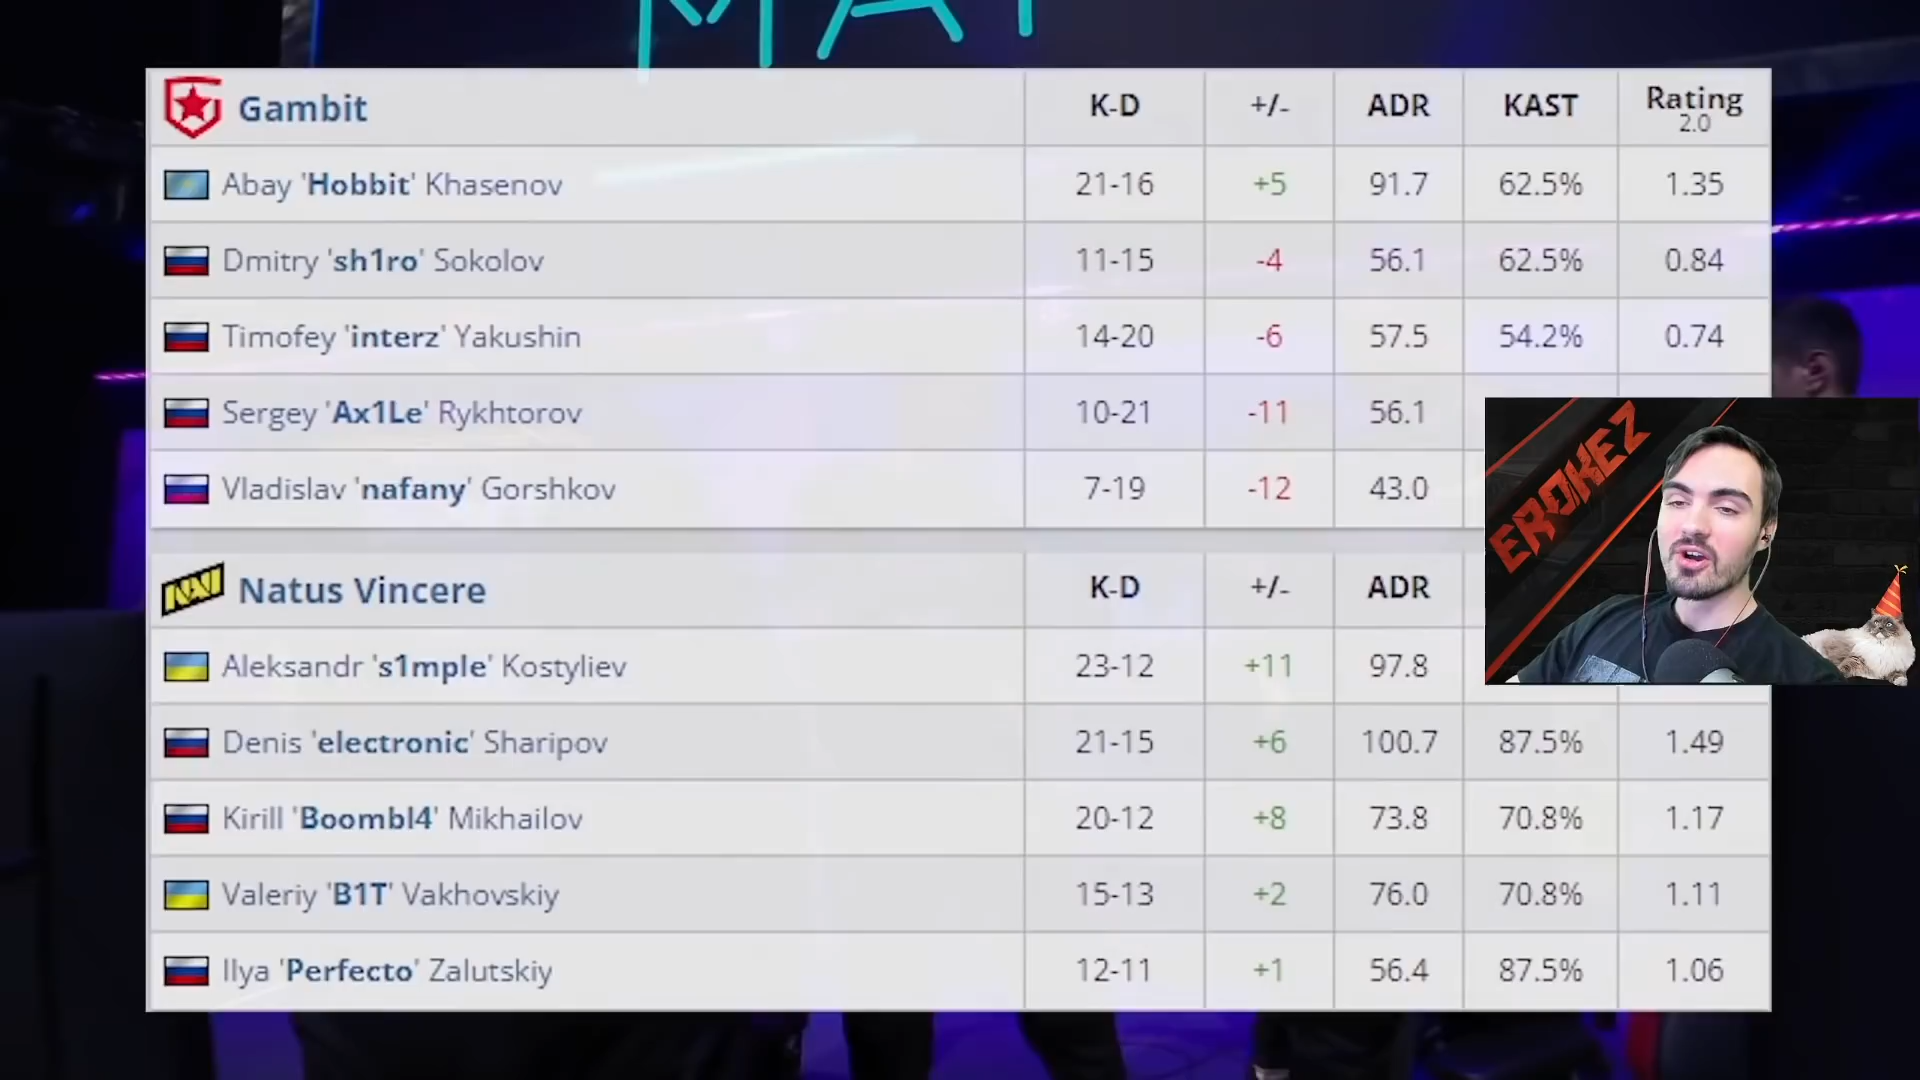 MAP
Gambit K-D +/- ADR KAST Rating 2.0
Abay 'Hobbit' Khasenov 21-16 +5 91.7 62.5% 1.35
Dmitry 'sh1ro' Sokolov 11-15 -4 56.1 62.5% 0.84
Timofey 'interz' Yakushin 14-20 -6 57.5 54.2% 0.74
Sergey 'Ax1Le' Rykhtorov 10-21 -11 56.1
Vladislav 'nafany' Gorshkov 7-19 -12 43.0
EROKEZ
NAVI Natus Vincere K-D +/- ADR
Aleksandr 's1mple' Kostyliev 23-12 +11 97.8
Denis 'electronic' Sharipov 21-15 +6 100.7 87.5% 1.49
Kirill 'Boombl4' Mikhailov 20-12 +8 73.8 70.8% 1.17
Valeriy 'B1T' Vakhovskiy 15-13 +2 76.0 70.8% 1.11
Ilya 'Perfecto' Zalutskiy 12-11 +1 56.4 87.5% 1.06